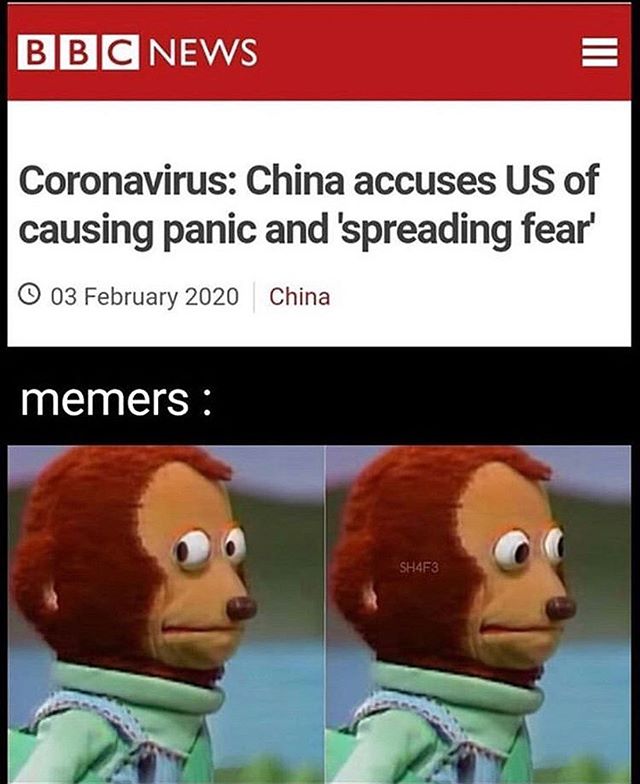 BBC NEWS
Coronavirus: China accuses US of
causing panic and 'spreading fear'
03 February 2020 China
memers :
SH4F3